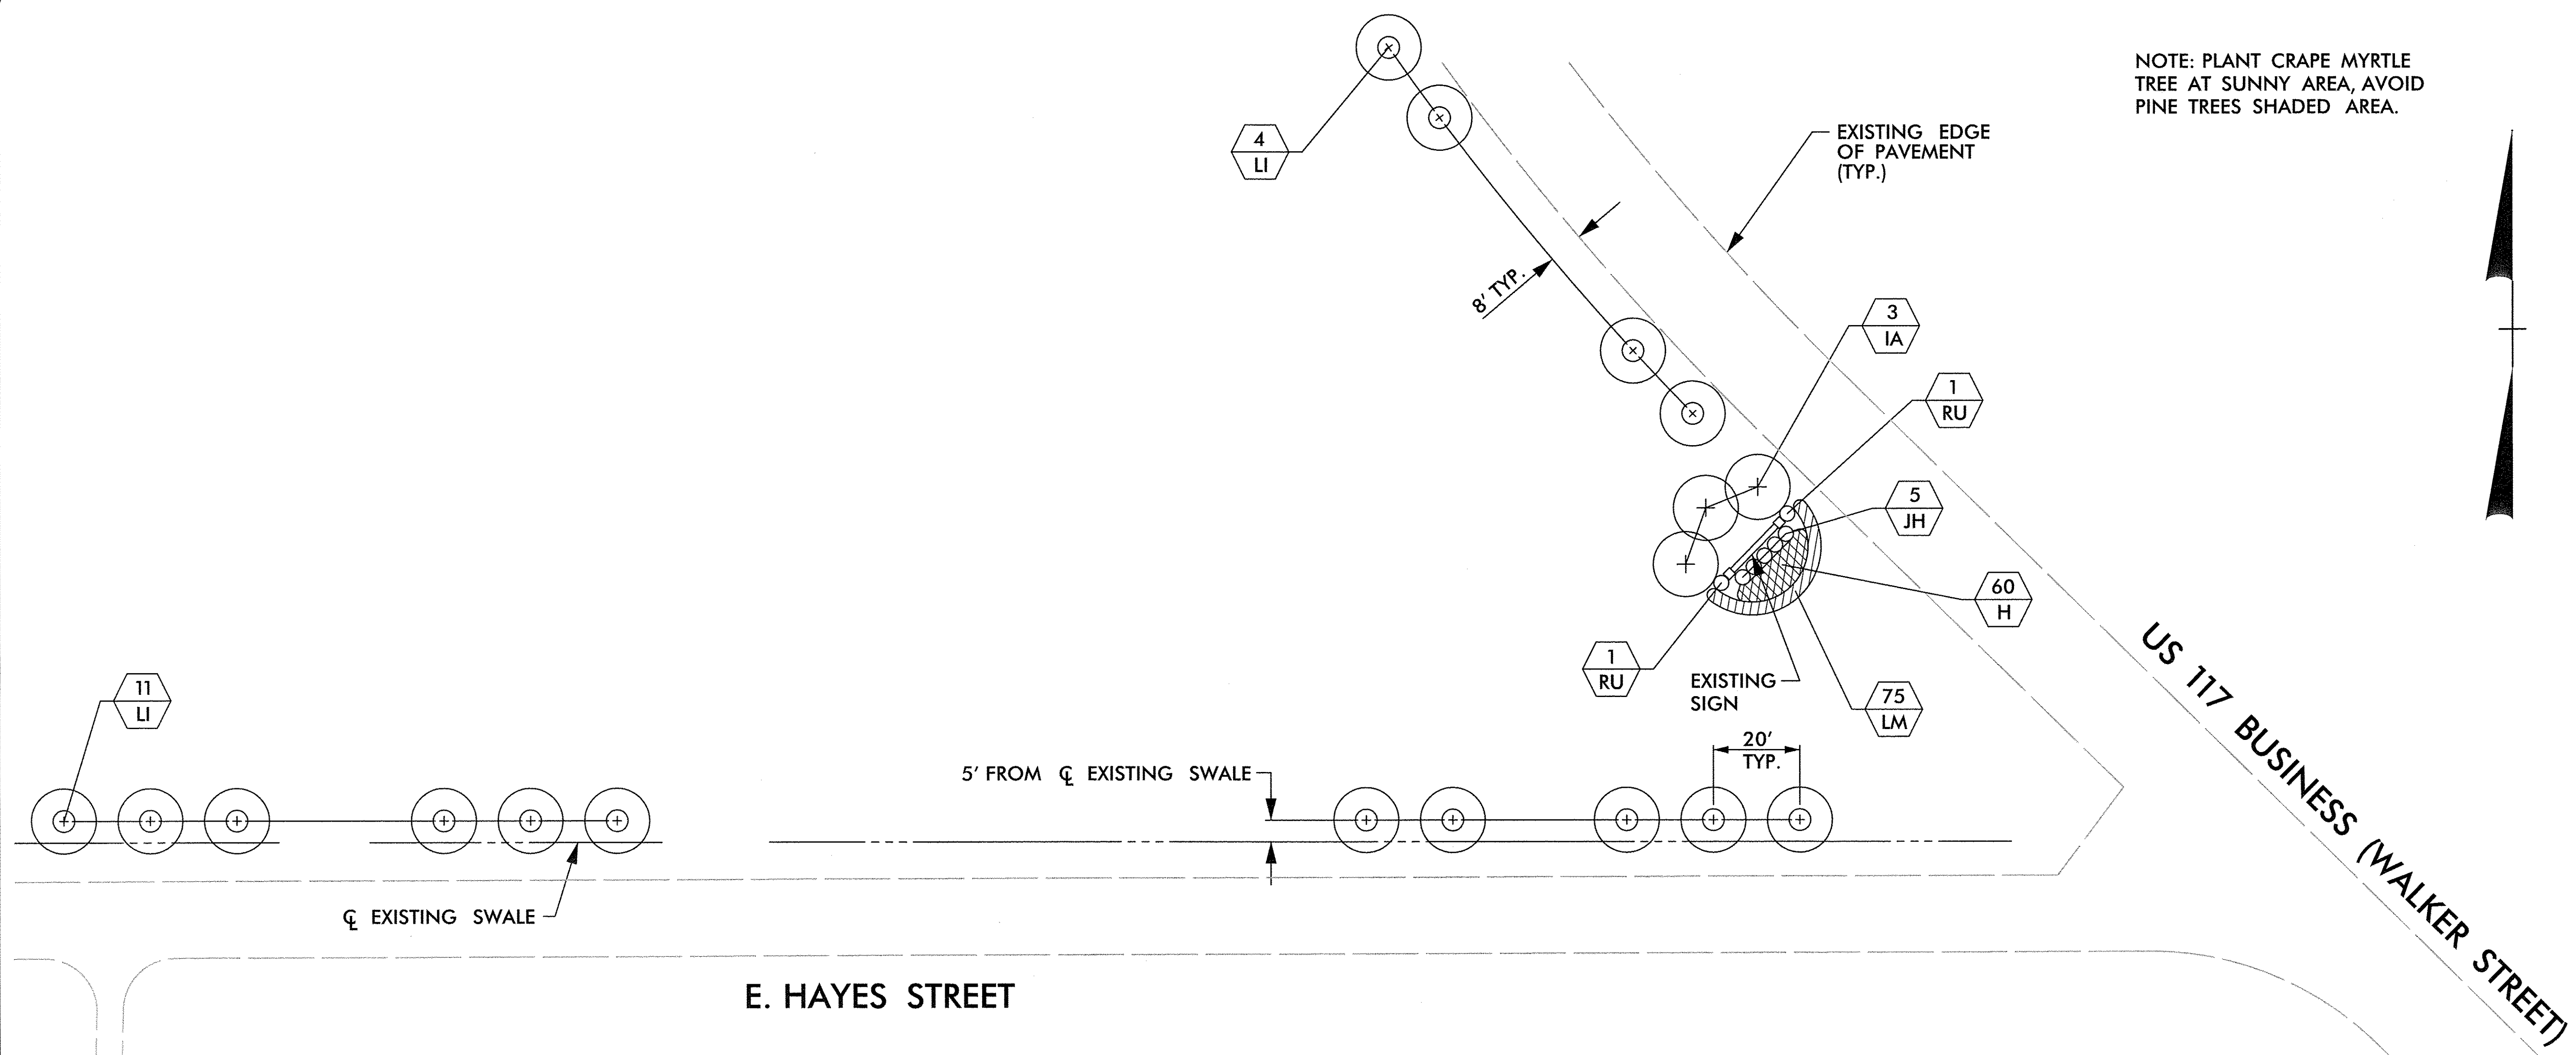 NOTE: PLANT CRAPE MYRTLE
TREE AT SUNNY AREA, AVOID
PINE TREES SHADED AREA.
4
LI
EXISTING EDGE
OF PAVEMENT
(TYP.)
8' TYP.
3
IA
1
RU
5
JH
60
H
1
RU
EXISTING
SIGN
75
LM
US 117 BUSINESS (WALKER STREET)
11
LI
5' FROM ℄ EXISTING SWALE
20'
TYP.
℄ EXISTING SWALE
E. HAYES STREET